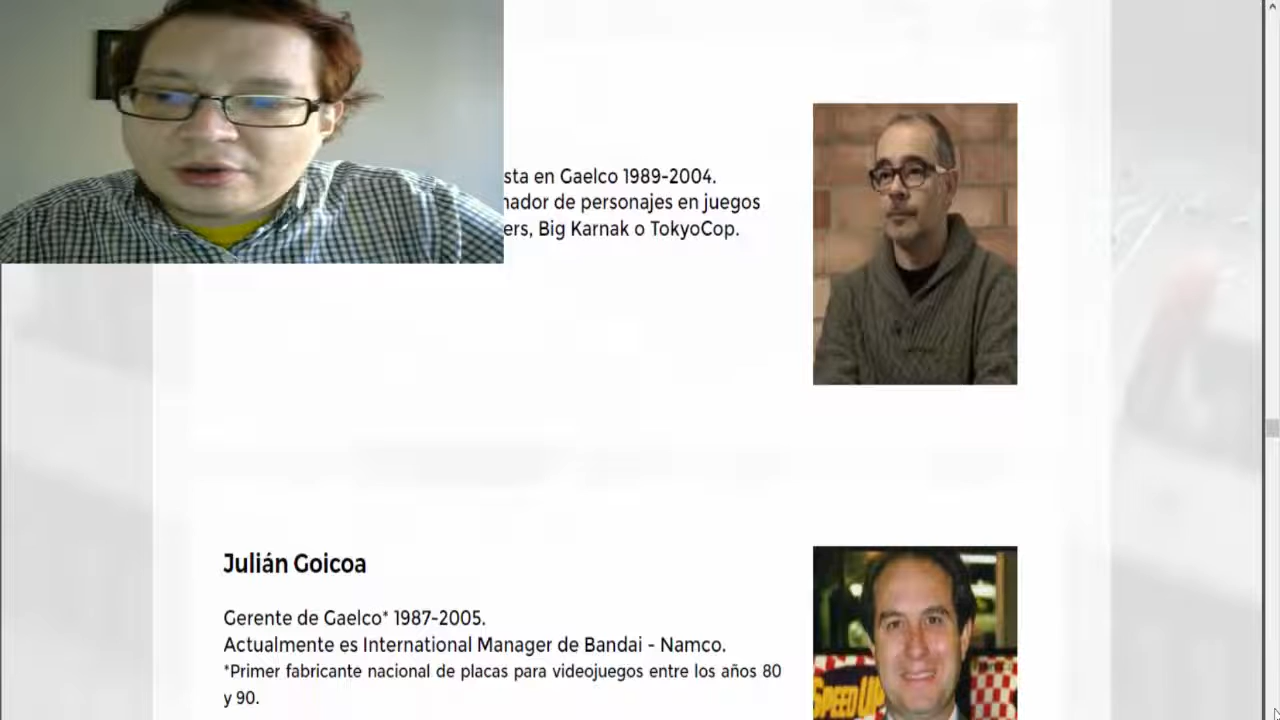 sta en Gaelco 1989-2004.
nador de personajes en juegos
ers, Big Karnak o TokyoCop.
Julián Goicoa
Gerente de Gaelco* 1987-2005.
Actualmente es International Manager de Bandai - Namco.
*Primer fabricante nacional de placas para videojuegos entre los años 80
y 90.
SPEED UP